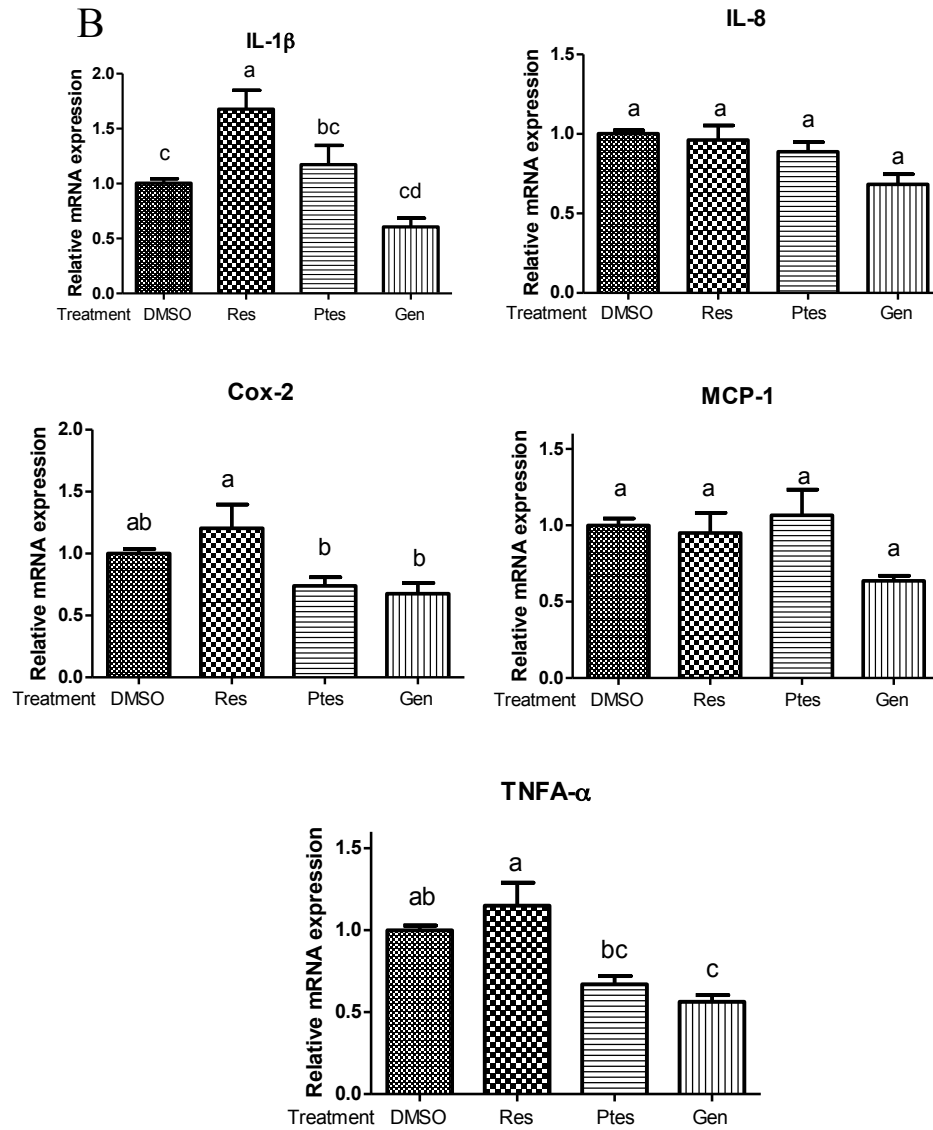 B
IL-1β
Relative mRNA expression
2.0
1.5
1.0
0.5
0.0
c
a
bc
cd
Treatment DMSO Res Ptes Gen
IL-8
Relative mRNA expression
1.5
1.0
0.5
0.0
a
a
a
a
Treatment DMSO Res Ptes Gen
Cox-2
Relative mRNA expression
2.0
1.5
1.0
0.5
0.0
ab
a
b
b
Treatment DMSO Res Ptes Gen
MCP-1
Relative mRNA expression
1.5
1.0
0.5
0.0
a
a
a
a
Treatment DMSO Res Ptes Gen
TNFA-α
Relative mRNA expression
1.5
1.0
0.5
0.0
ab
a
bc
c
Treatment DMSO Res Ptes Gen